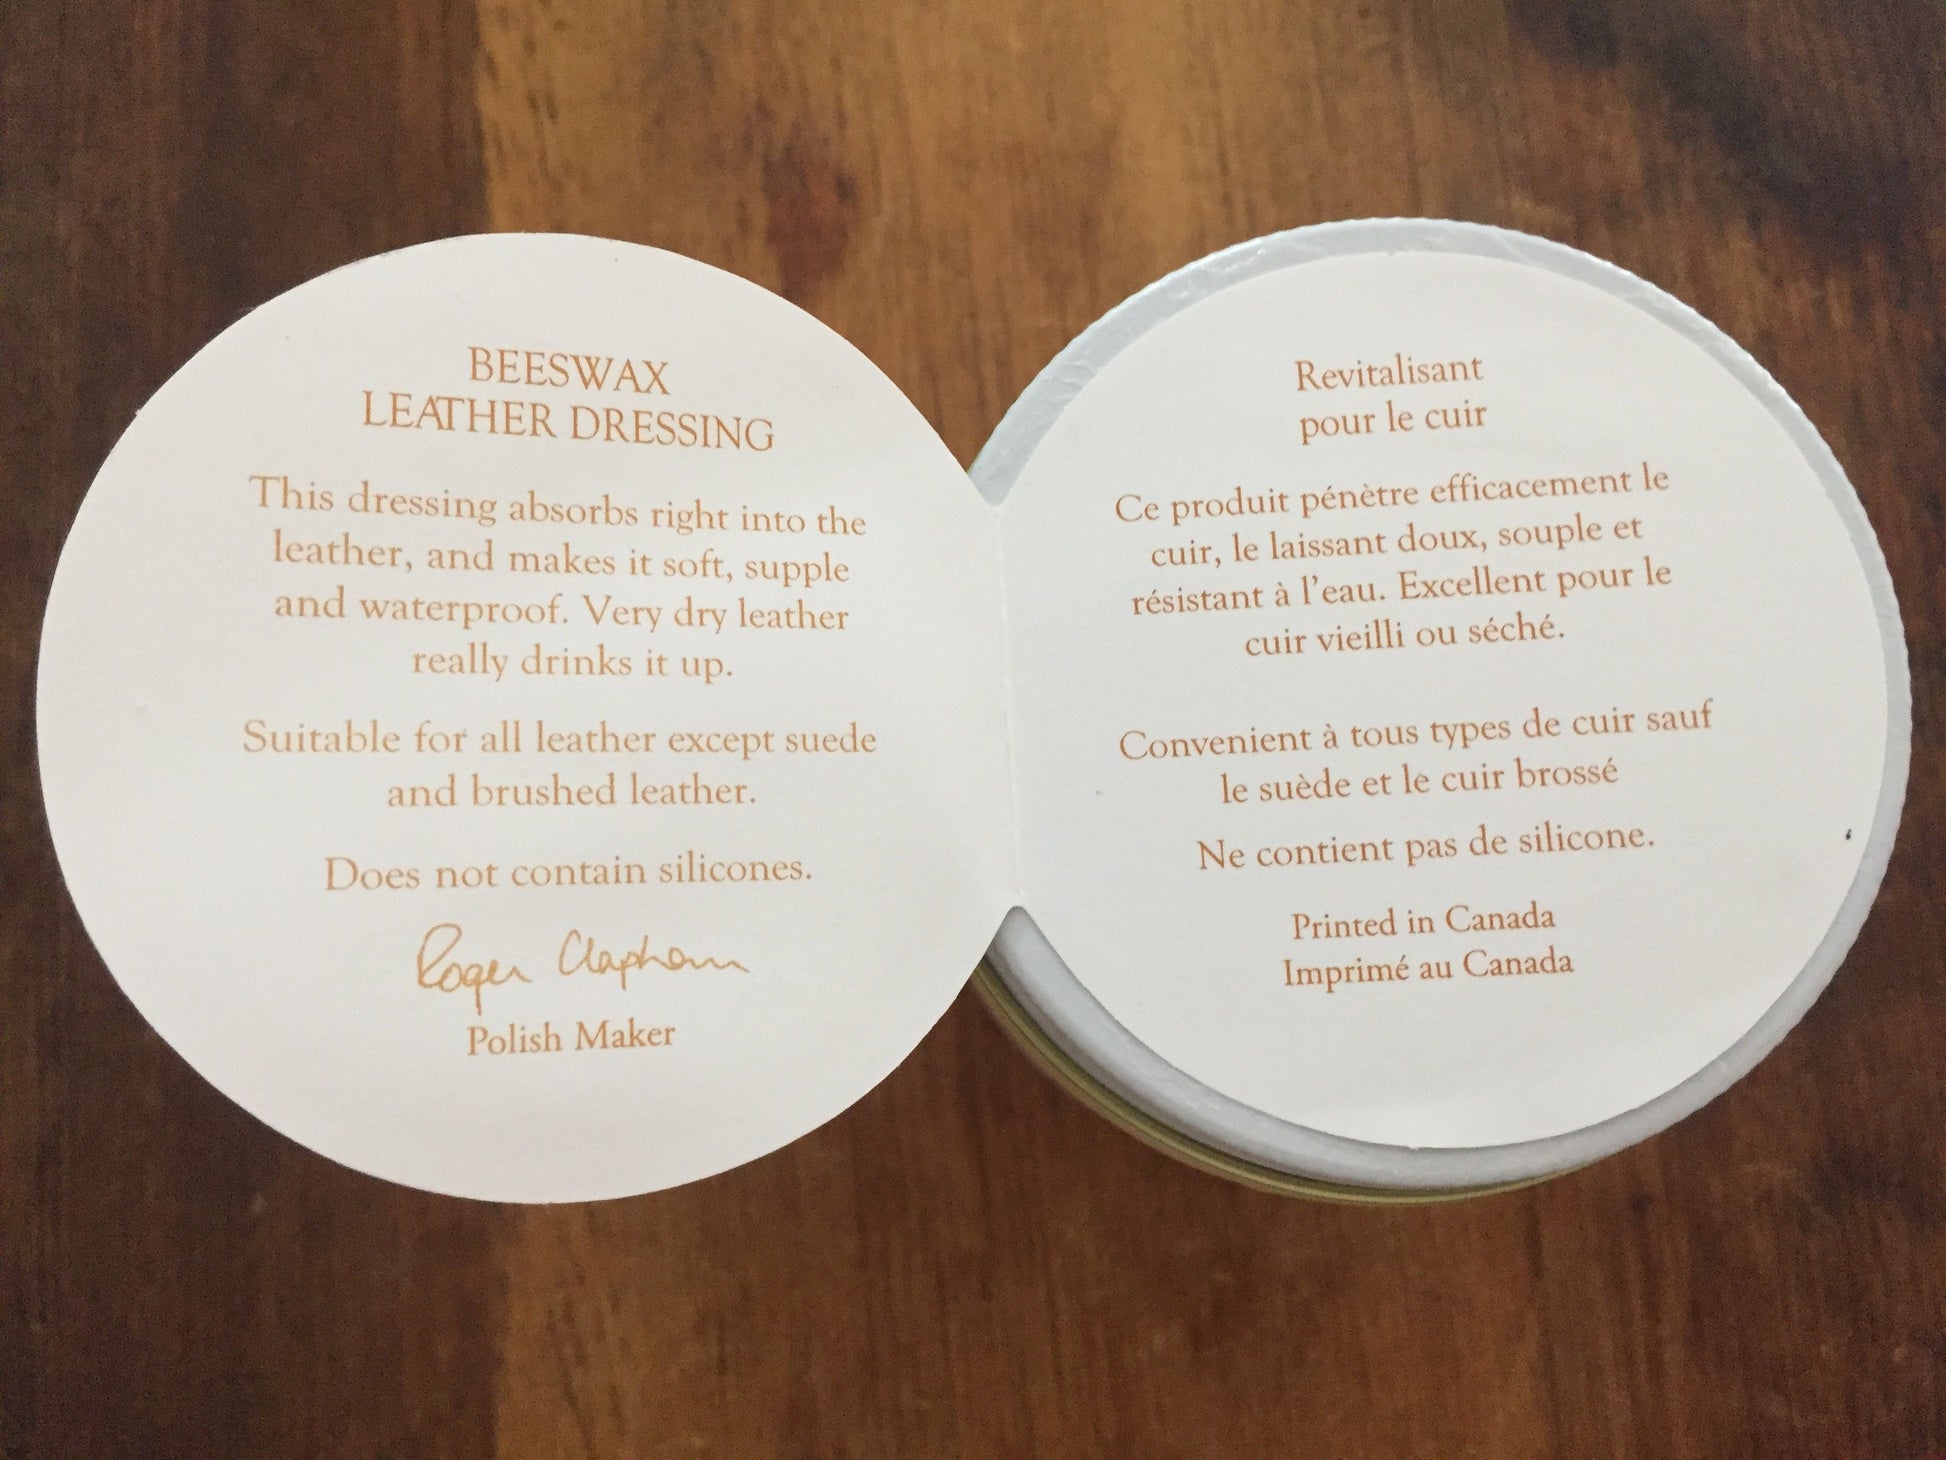 BEESWAX
LEATHER DRESSING
This dressing absorbs right into the
leather, and makes it soft, supple
and waterproof. Very dry leather
really drinks it up.
Suitable for all leather except suede
and brushed leather.
Does not contain silicones.
Roger Clapham
Polish Maker
Revitalisant
pour le cuir
Ce produit pénètre efficacement le
cuir, le laissant doux, souple et
résistant à l'eau. Excellent pour le
cuir vieilli ou séché.
Convenient à tous types de cuir sauf
le suède et le cuir brossé
Ne contient pas de silicone.
Printed in Canada
Imprimé au Canada